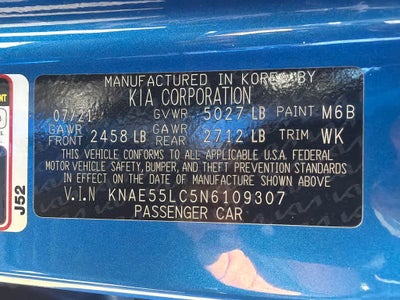 MANUFACTURED IN KOREA BY
KIA CORPORATION
07/21 GVWR 5027 LB PAINT M6B
GAWR FRONT 2458 LB GAWR REAR 2712 LB TRIM WK
THIS VEHICLE CONFORMS TO ALL APPLICABLE U.S.A. FEDERAL
MOTOR VEHICLE SAFETY, BUMPER, AND THEFT PREVENTION STANDARDS
IN EFFECT ON THE DATE OF MANUFACTURE SHOWN ABOVE
V.I.N KNAE55LC5N6109307
PASSENGER CAR
J52